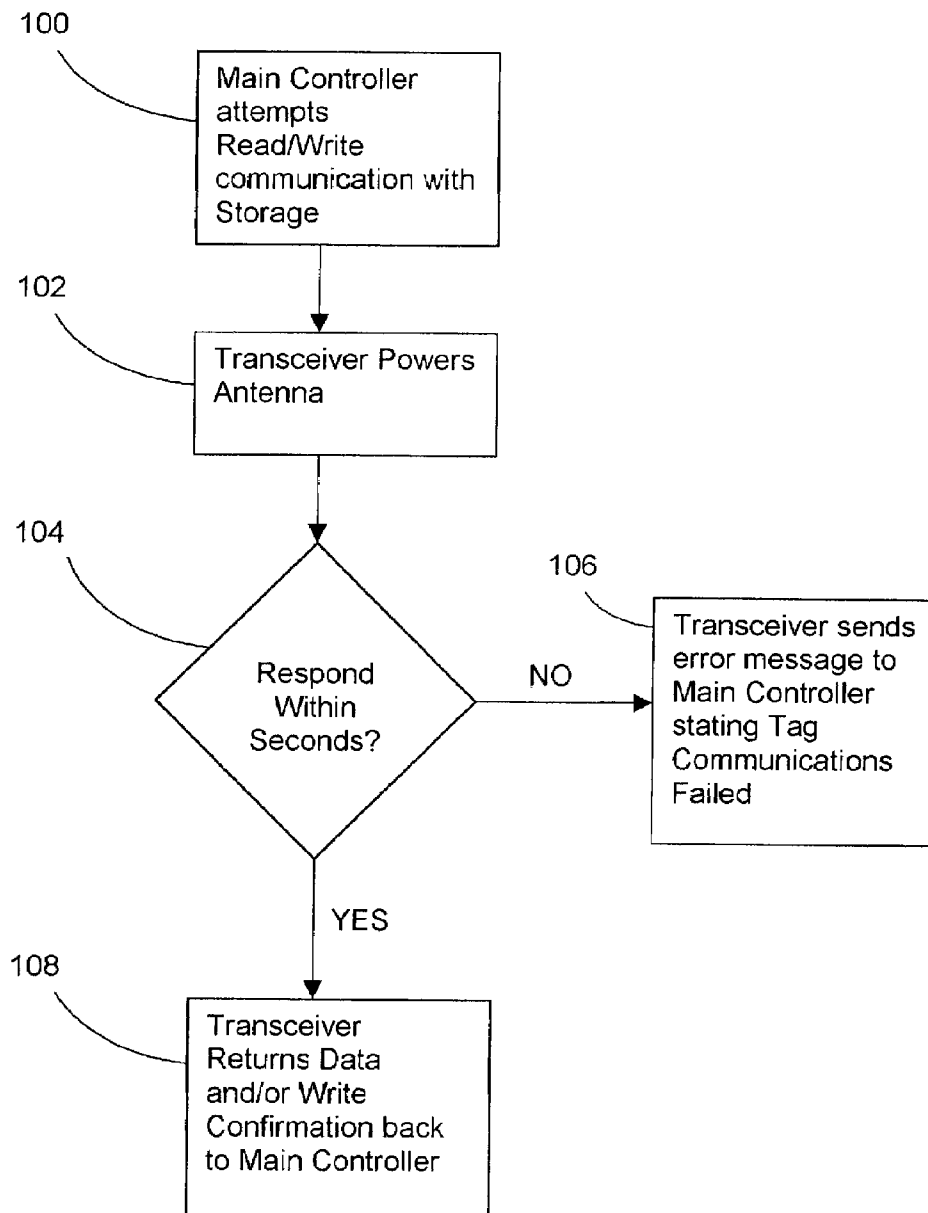 100
Main Controller
attempts
Read/Write
communication with
Storage
102
Transceiver Powers
Antenna
104
Respond
Within
Seconds?
NO
106
Transceiver sends
error message to
Main Controller
stating Tag
Communications
Failed
YES
108
Transceiver
Returns Data
and/or Write
Confirmation back
to Main Controller